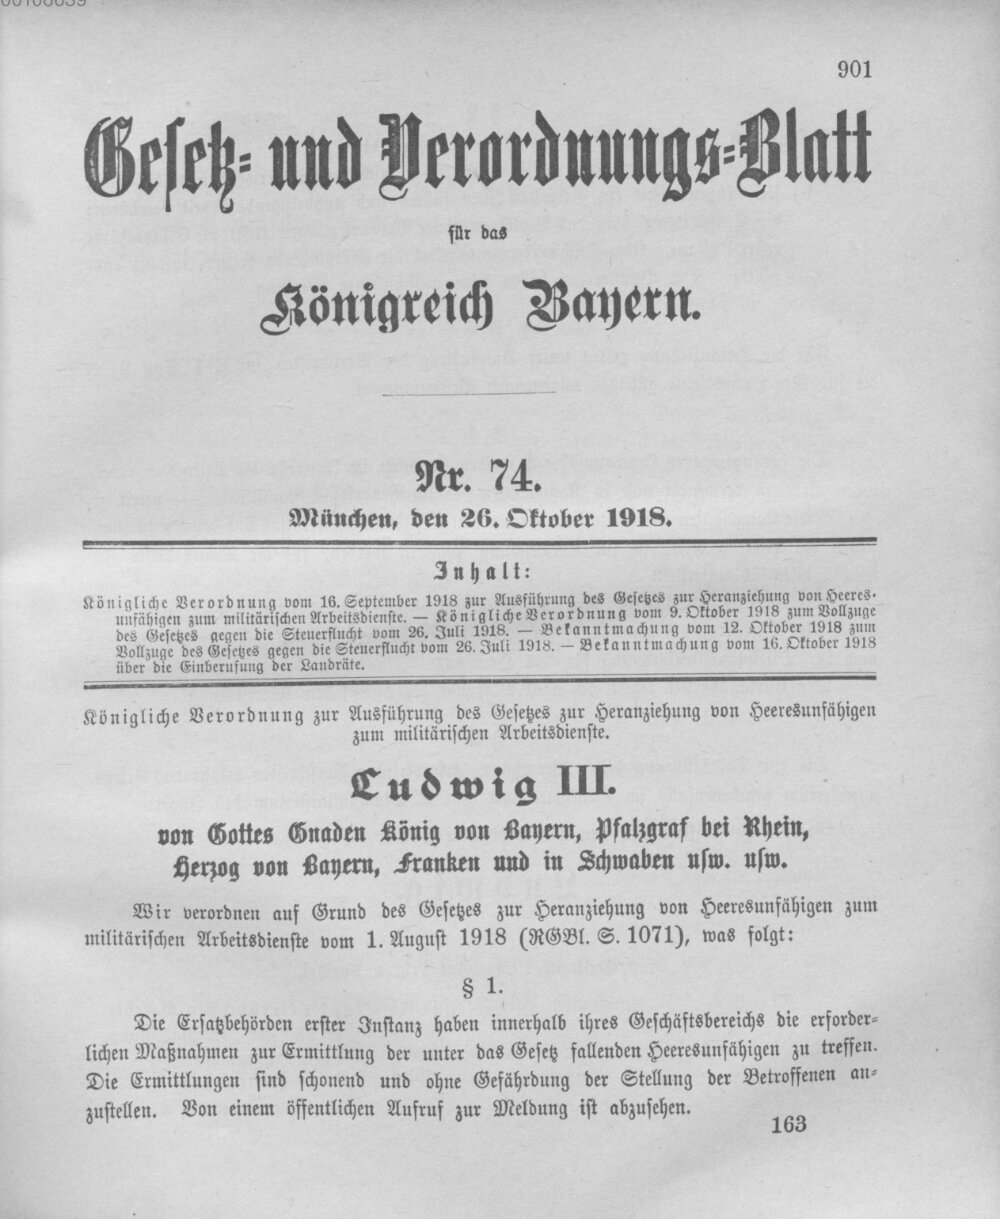 00108859
901
Gesetz- und Verordnungs-Blatt
für das
Königreich Bayern.
Nr. 74.
München, den 26. Oktober 1918.
Inhalt:
Königliche Verordnung vom 16. September 1918 zur Ausführung des Gesetzes zur Heranziehung von Heeres-
unfähigen zum militärischen Arbeitsdienste. — Königliche Verordnung vom 9. Oktober 1918 zum Vollzuge
des Gesetzes gegen die Steuerflucht vom 26. Juli 1918. — Bekanntmachung vom 12. Oktober 1918 zum
Vollzuge des Gesetzes gegen die Steuerflucht vom 26. Juli 1918. — Bekanntmachung vom 16. Oktober 1918
über die Einberufung der Landräte.
Königliche Verordnung zur Ausführung des Gesetzes zur Heranziehung von Heeresunfähigen
zum militärischen Arbeitsdienste.
Ludwig III.
von Gottes Gnaden König von Bayern, Pfalzgraf bei Rhein,
Herzog von Bayern, Franken und in Schwaben usw. usw.
Wir verordnen auf Grund des Gesetzes zur Heranziehung von Heeresunfähigen zum
militärischen Arbeitsdienste vom 1. August 1918 (RGBl. S. 1071), was folgt:
§ 1.
Die Ersatzbehörden erster Instanz haben innerhalb ihres Geschäftsbereichs die erforder-
lichen Maßnahmen zur Ermittlung der unter das Gesetz fallenden Heeresunfähigen zu treffen.
Die Ermittlungen sind schonend und ohne Gefährdung der Stellung der Betroffenen an-
zustellen. Von einem öffentlichen Aufruf zur Meldung ist abzusehen.
163